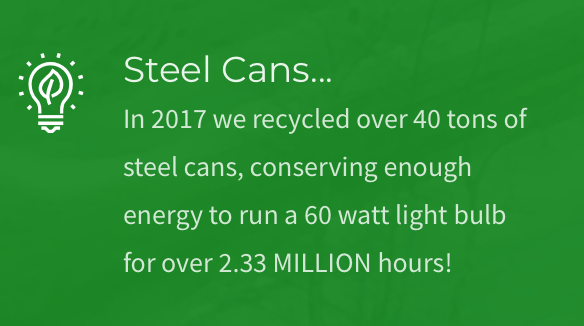 Steel Cans...
In 2017 we recycled over 40 tons of
steel cans, conserving enough
energy to run a 60 watt light bulb
for over 2.33 MILLION hours!